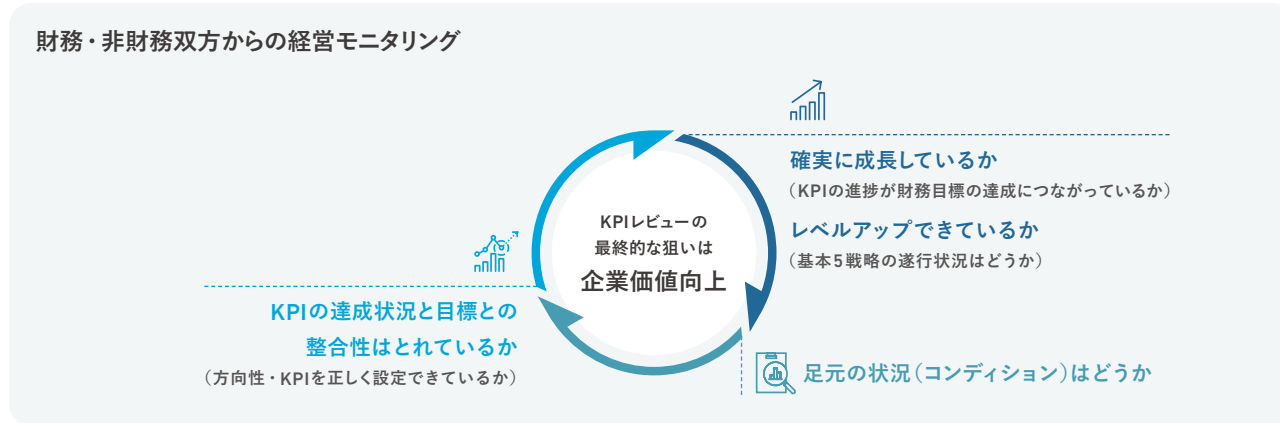 財務・非財務双方からの経営モニタリング
確実に成長しているか
（KPIの進捗が財務目標の達成につながっているか）
レベルアップできているか
（基本5戦略の遂行状況はどうか）
KPIレビューの
最終的な狙いは
企業価値向上
KPIの達成状況と目標との
整合性はとれているか
（方向性・KPIを正しく設定できているか）
足元の状況（コンディション）はどうか